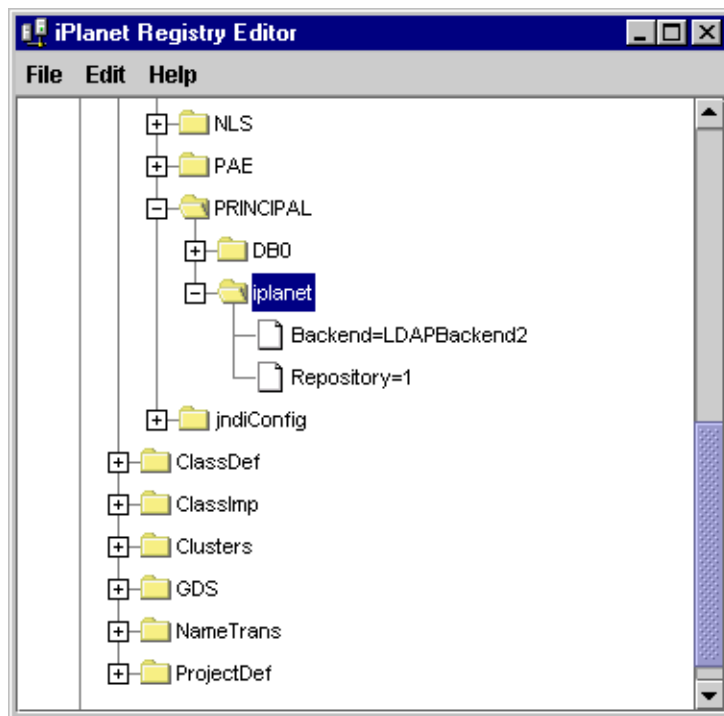 iPlanet Registry Editor
File Edit Help
NLS
PAE
PRINCIPAL
DB0
iplanet
Backend=LDAPBackend2
Repository=1
jndiConfig
ClassDef
ClassImp
Clusters
GDS
NameTrans
ProjectDef